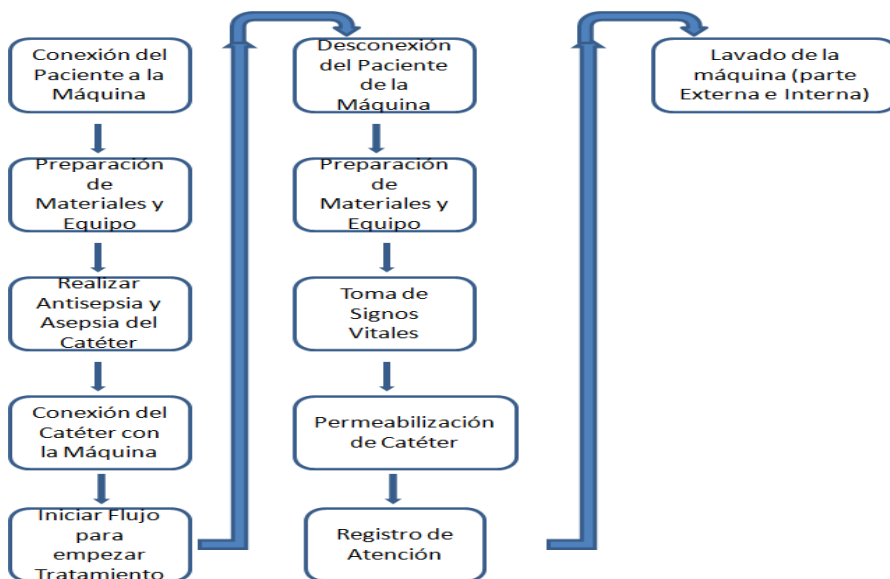 Conexión del
Paciente a la
Máquina
Preparación
de
Materiales y
Equipo
Realizar
Antisepsia y
Asepsia del
Catéter
Conexión del
Catéter con
la Máquina
Iniciar Flujo
para
empezar
Tratamiento
Desconexión
del Paciente
de la
Máquina
Preparación
de
Materiales y
Equipo
Toma de
Signos
Vitales
Permeabilización
de Catéter
Registro de
Atención
Lavado de la
máquina (parte
Externa e Interna)